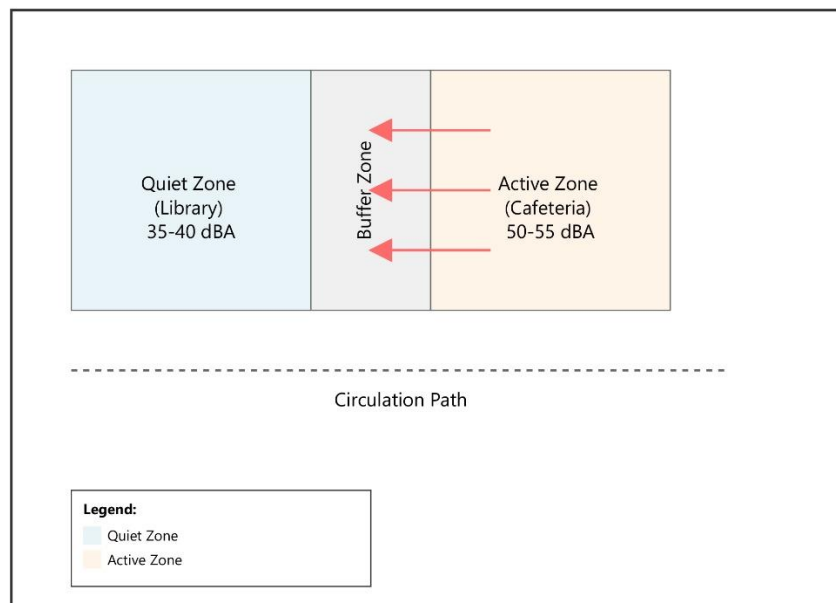 Quiet Zone
(Library)
35-40 dBA
Buffer Zone
Active Zone
(Cafeteria)
50-55 dBA
Circulation Path
Legend:
Quiet Zone
Active Zone